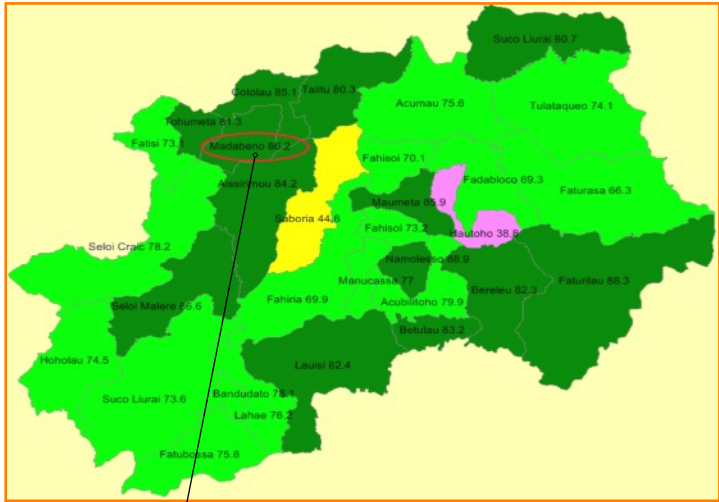 Suco Liurai 80.7
Cotolau 85.1
Talitu 80.3
Acumau 75.6
Tulataqueo 74.1
Tohumeta 81.3
Fatisi 73.1
Madabeno 86.2
Fahisoi 70.1
Aissirimou 84.2
Fadabloco 69.3
Faturasa 66.3
Maumeta 85.9
Saboria 44.6
Fahisoi 73.2
Hautoho 38.8
Seloi Craic 78.2
Namolesso 88.9
Manucassa 77
Bereleu 82.3
Faturilau 88.3
Seloi Malere 86.6
Fahiria 69.9
Acubilitoho 79.9
Betulau 83.2
Hoholau 74.5
Lauisi 82.4
Bandudato 78.1
Suco Liurai 73.6
Lahae 76.2
Fatubossa 75.8